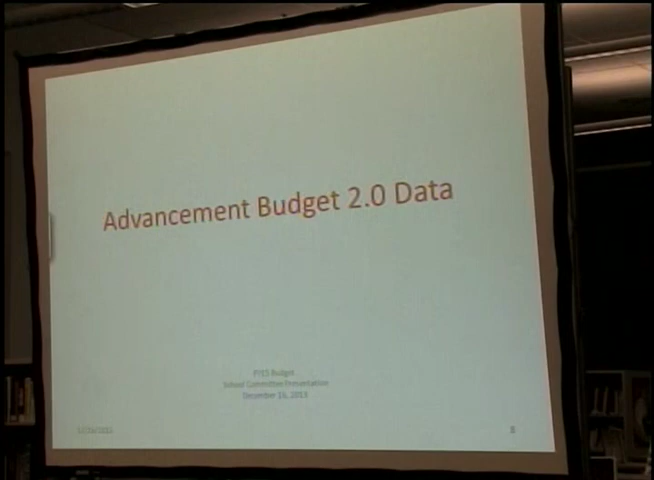 Advancement Budget 2.0 Data
FY15 Budget
School Committee Presentation
December 16, 2013
8